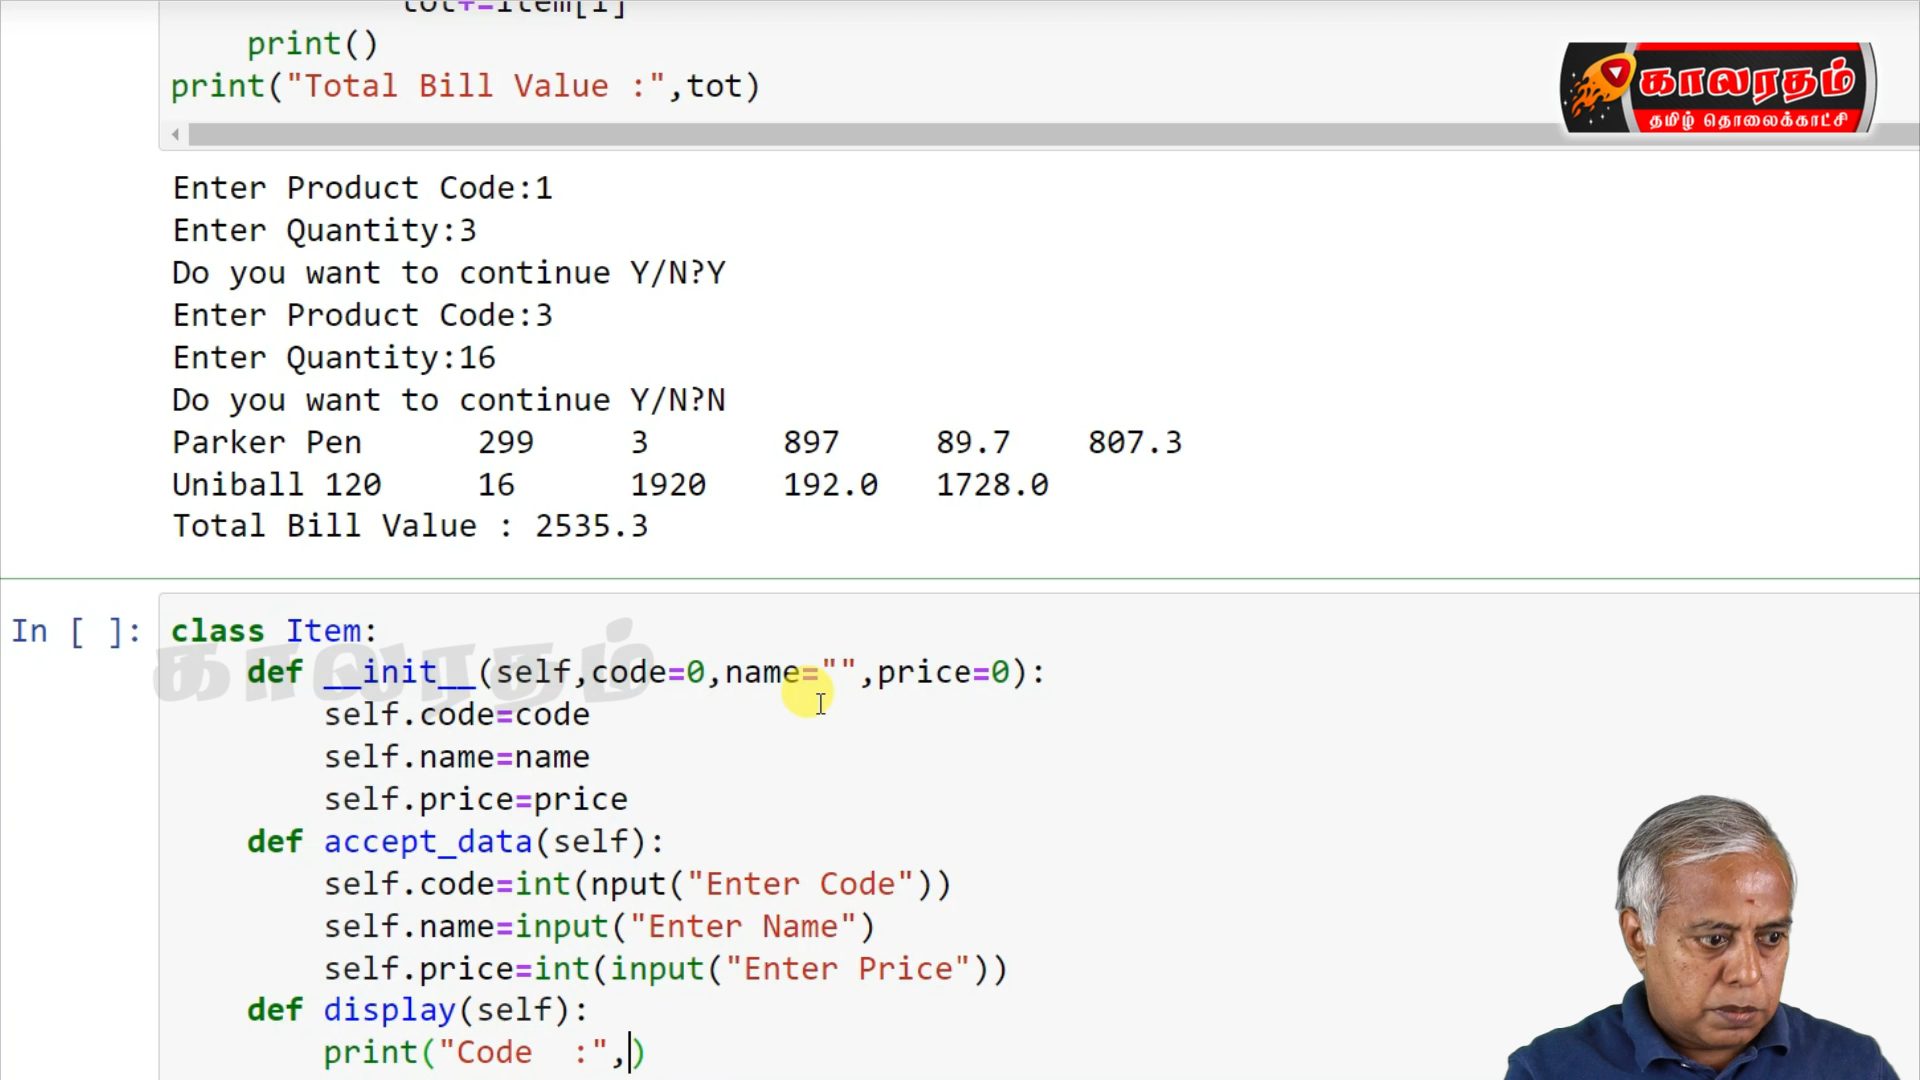 tot+=item[i]
print()
print("Total Bill Value :",tot)
காலரதம்
தமிழ் தொலைக்காட்சி
Enter Product Code:1
Enter Quantity:3
Do you want to continue Y/N?Y
Enter Product Code:3
Enter Quantity:16
Do you want to continue Y/N?N
Parker Pen 299 3 897 89.7 807.3
Uniball 120 16 1920 192.0 1728.0
Total Bill Value : 2535.3
In [ ]: class Item:
காலரதம்
def __init__(self,code=0,name="",price=0):
self.code=code
self.name=name
self.price=price
def accept_data(self):
self.code=int(nput("Enter Code"))
self.name=input("Enter Name")
self.price=int(input("Enter Price"))
def display(self):
print("Code  :",)